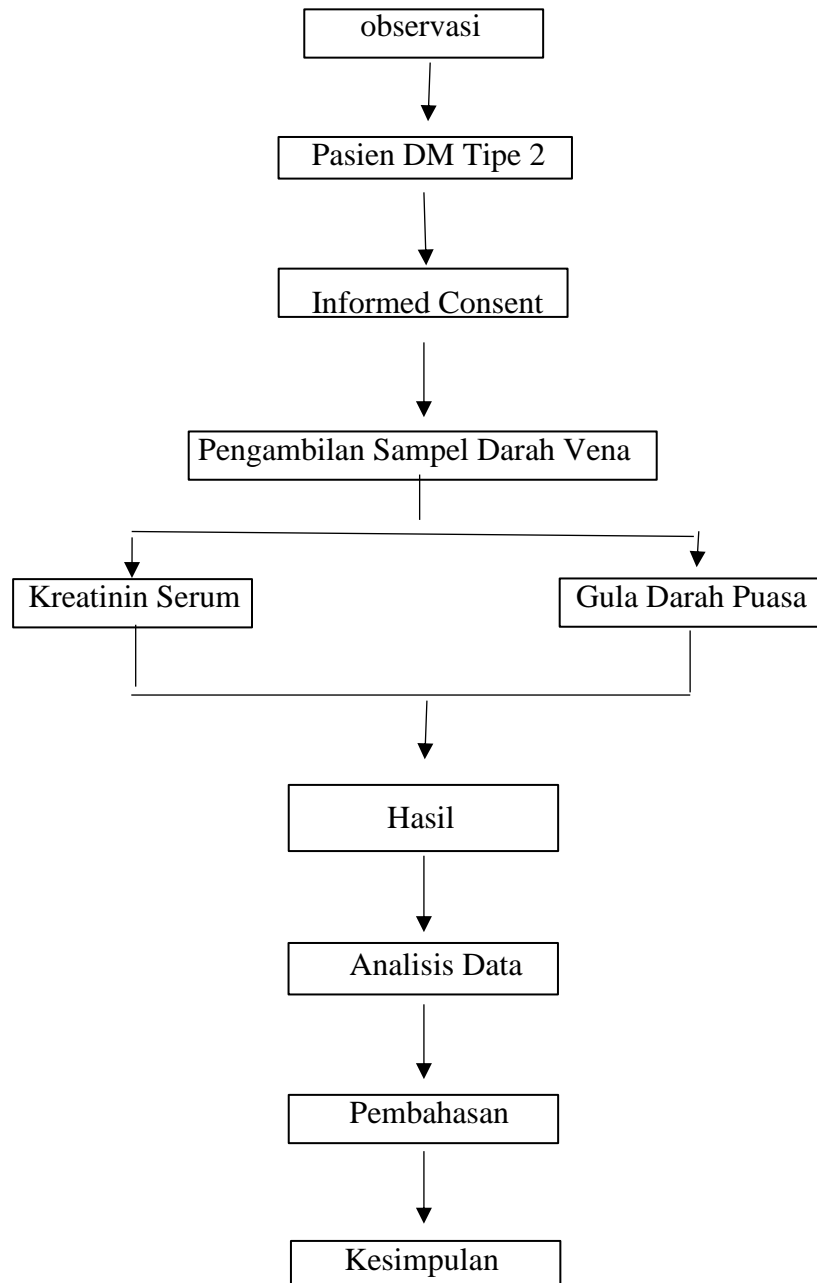 observasi
Pasien DM Tipe 2
Informed Consent
Pengambilan Sampel Darah Vena
Kreatinin Serum
Gula Darah Puasa
Hasil
Analisis Data
Pembahasan
Kesimpulan